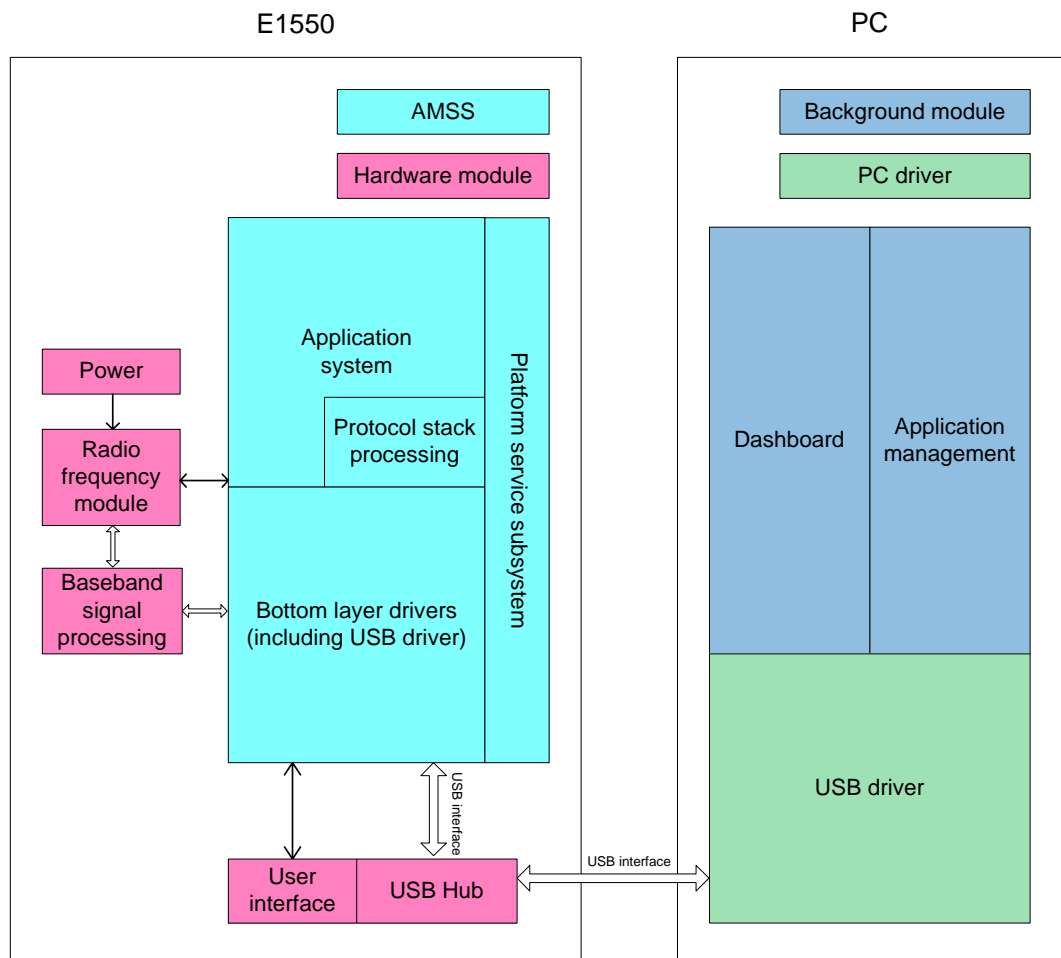 E1550
PC
AMSS
Hardware module
Background module
PC driver
Application
system
Protocol stack
processing
Platform service subsystem
Power
Radio
frequency
module
Baseband
signal
processing
Bottom layer drivers
(including USB driver)
USB interface
User
interface
USB Hub
USB interface
Dashboard
Application
management
USB driver